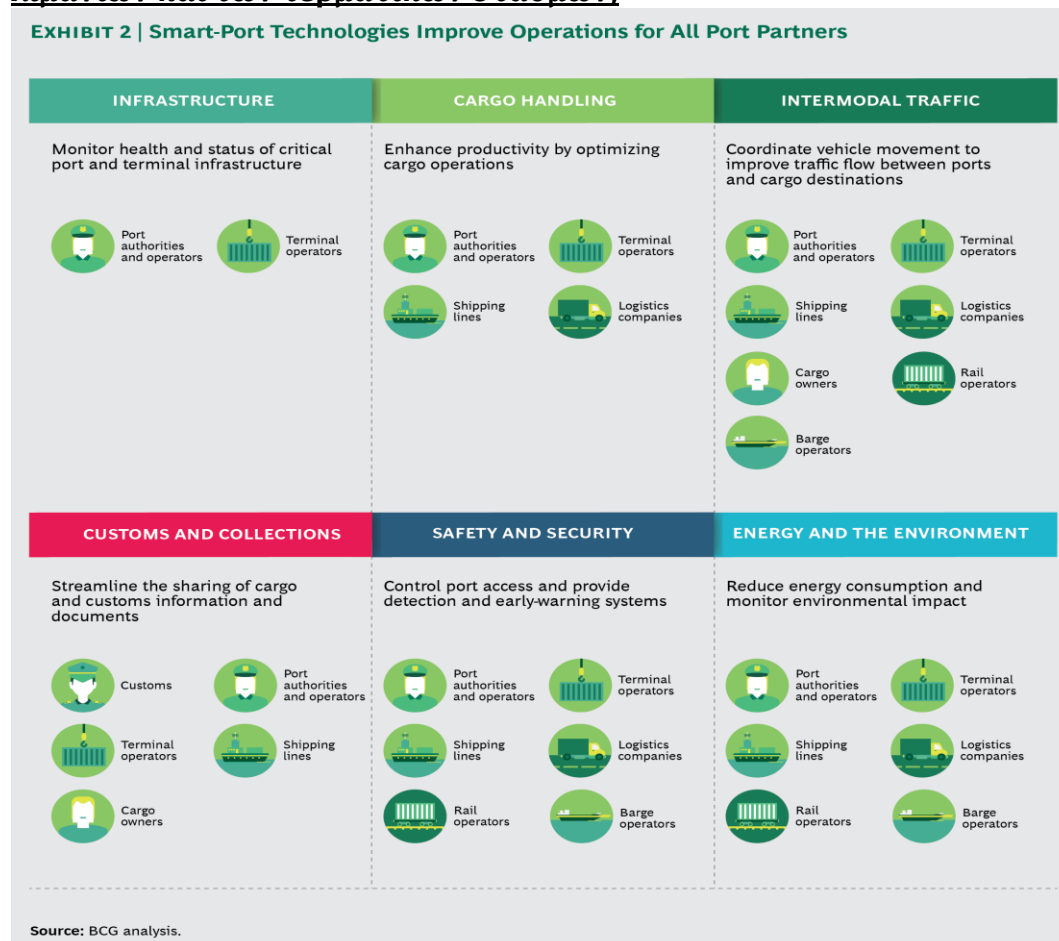 EXHIBIT 2 | Smart-Port Technologies Improve Operations for All Port Partners
INFRASTRUCTURE
Monitor health and status of critical
port and terminal infrastructure
Port
authorities
and operators
Terminal
operators
CARGO HANDLING
Enhance productivity by optimizing
cargo operations
Port
authorities
and operators
Terminal
operators
Shipping
lines
Logistics
companies
INTERMODAL TRAFFIC
Coordinate vehicle movement to
improve traffic flow between ports
and cargo destinations
Port
authorities
and operators
Terminal
operators
Shipping
lines
Logistics
companies
Cargo
owners
Rail
operators
Barge
operators
CUSTOMS AND COLLECTIONS
Streamline the sharing of cargo
and customs information and
documents
Customs
Port
authorities
and operators
Terminal
operators
Shipping
lines
Cargo
owners
SAFETY AND SECURITY
Control port access and provide
detection and early-warning systems
Port
authorities
and operators
Terminal
operators
Shipping
lines
Logistics
companies
Rail
operators
Barge
operators
ENERGY AND THE ENVIRONMENT
Reduce energy consumption and
monitor environmental impact
Port
authorities
and operators
Terminal
operators
Shipping
lines
Logistics
companies
Rail
operators
Barge
operators
Source: BCG analysis.